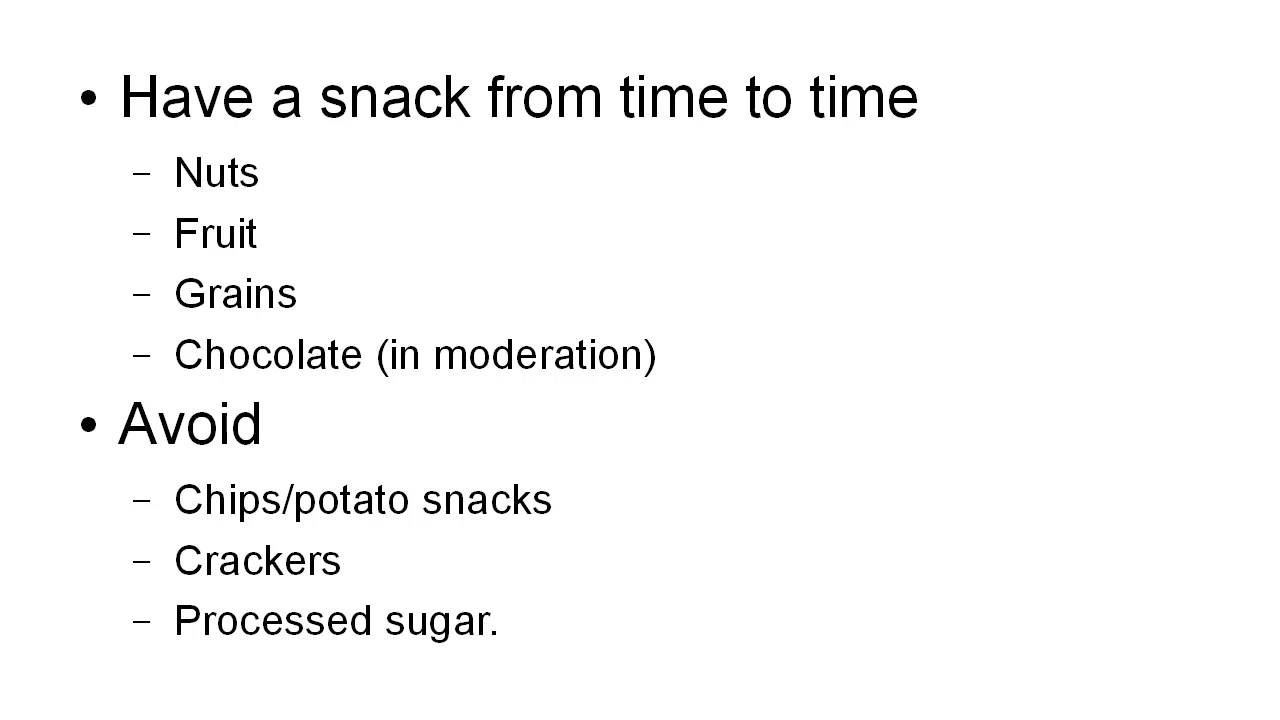 • Have a snack from time to time
– Nuts
– Fruit
– Grains
– Chocolate (in moderation)
• Avoid
– Chips/potato snacks
– Crackers
– Processed sugar.